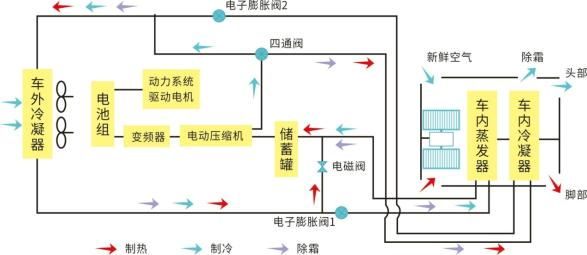 电子膨胀阀2
四通阀
新鲜空气
除霜
头部
车外冷凝器
电池组
动力系统
驱动电机
变频器
电动压缩机
储蓄罐
电磁阀
车内蒸发器
车内冷凝器
脚部
电子膨胀阀1
制热
制冷
除霜